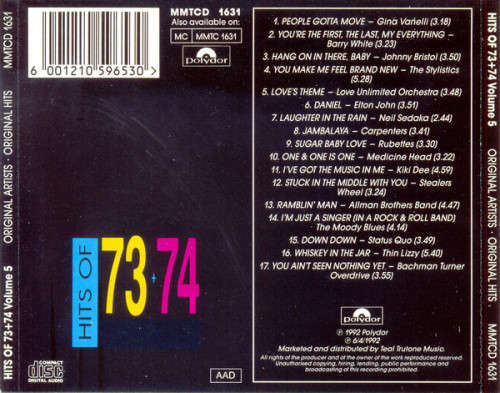 MMTCD 1631
ORIGINAL ARTISTS · ORIGINAL HITS
HITS OF 73+74 Volume 5
6 001210 596530
MMTCD 1631
Also available on:
MC MMTC 1631
Polydor
HITS OF
73+74
COMPACT
disc
DIGITAL AUDIO
AAD
1. PEOPLE GOTTA MOVE – Gina Vanelli (3.18)
2. YOU'RE THE FIRST, THE LAST, MY EVERYTHING –
Barry White (3.23)
3. HANG ON IN THERE, BABY – Johnny Bristol (3.50)
4. YOU MAKE ME FEEL BRAND NEW – The Stylistics
(5.28)
5. LOVE'S THEME – Love Unlimited Orchestra (3.48)
6. DANIEL – Elton John (3.51)
7. LAUGHTER IN THE RAIN – Neil Sedaka (2.44)
8. JAMBALAYA – Carpenters (3.41)
9. SUGAR BABY LOVE – Rubettes (3.30)
10. ONE & ONE IS ONE – Medicine Head (3.22)
11. I'VE GOT THE MUSIC IN ME – Kiki Dee (4.59)
12. STUCK IN THE MIDDLE WITH YOU – Stealers
Wheel (3.24)
13. RAMBLIN' MAN – Allman Brothers Band (4.47)
14. I'M JUST A SINGER (IN A ROCK & ROLL BAND)
The Moody Blues (4.14)
15. DOWN DOWN – Status Quo (3.49)
16. WHISKEY IN THE JAR – Thin Lizzy (5.40)
17. YOU AIN'T SEEN NOTHING YET – Bachman Turner
Overdrive (3.55)
Polydor
℗ 1992 Polydor
℗ 6/4/1992
Marketed and distributed by Teal Trutone Music.
All rights of the producer and of the owner of the work reproduced reserved.
Unauthorised copying, hiring, lending, public performance and
broadcasting of this recording prohibited.
HITS OF 73+74 Volume 5
ORIGINAL ARTISTS · ORIGINAL HITS
MMTCD 1631